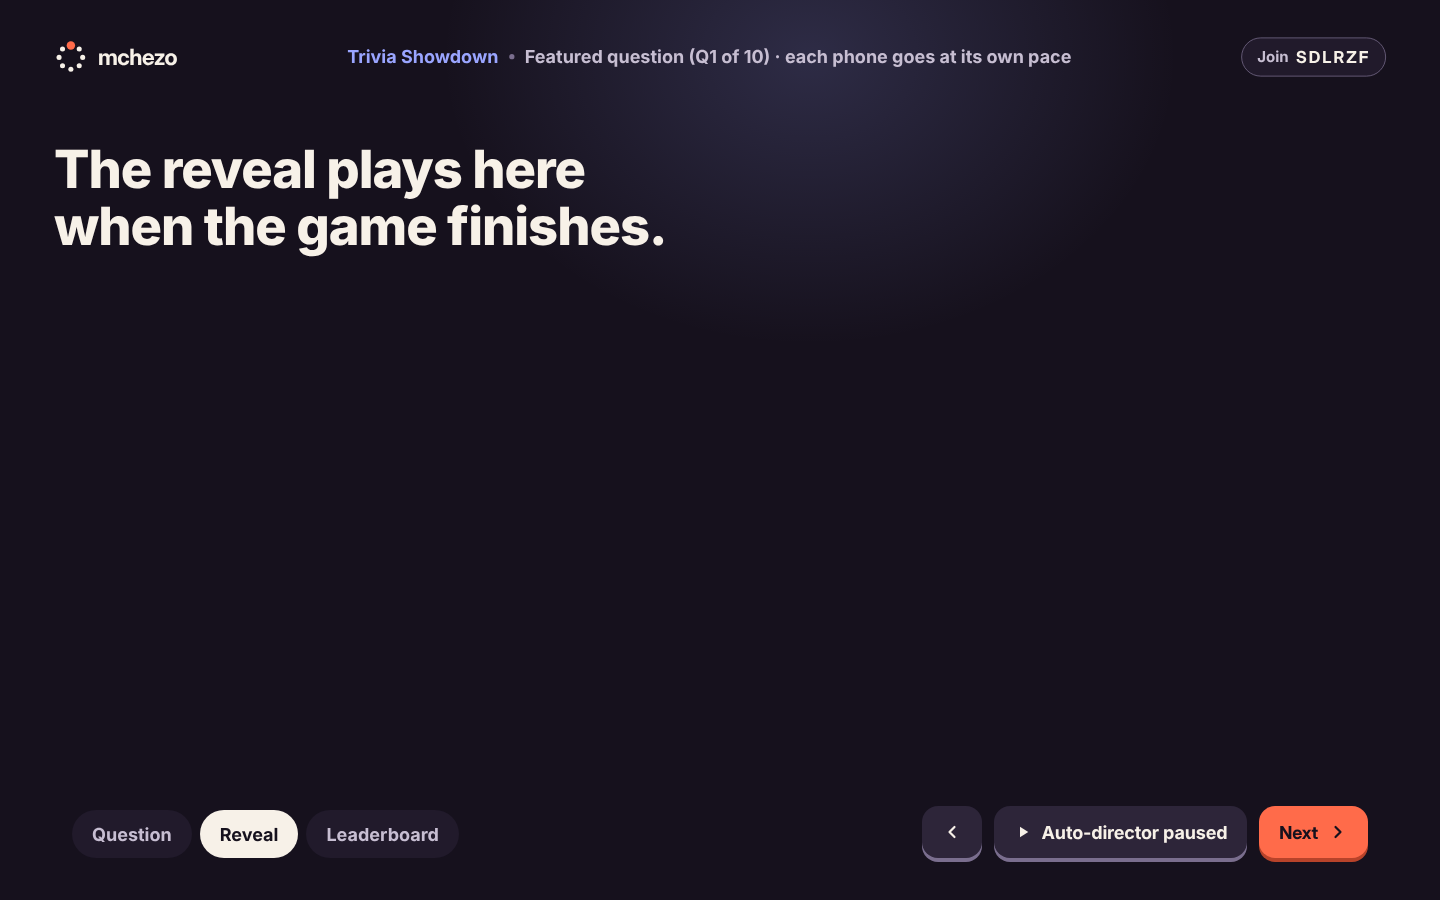 mchezo
Trivia Showdown • Featured question (Q1 of 10) · each phone goes at its own pace
Join SDLRZF
The reveal plays here
when the game finishes.
Question
Reveal
Leaderboard
Auto-director paused
Next